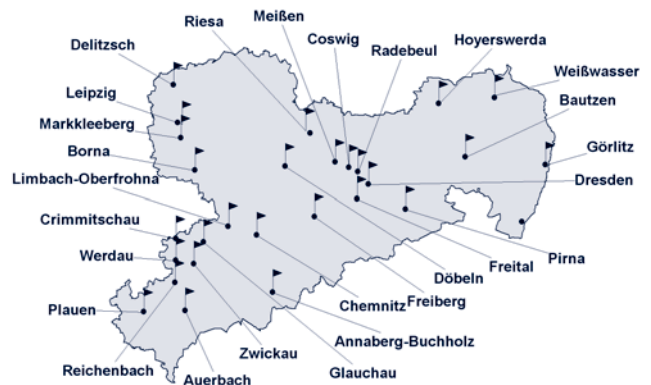 Meißen
Riesa
Coswig
Hoyerswerda
Delitzsch
Radebeul
Weißwasser
Leipzig
Bautzen
Markkleeberg
Görlitz
Borna
Limbach-Oberfrohna
Dresden
Crimmitschau
Werdau
Pirna
Freital
Döbeln
Freiberg
Chemnitz
Plauen
Annaberg-Buchholz
Zwickau
Reichenbach
Glauchau
Auerbach